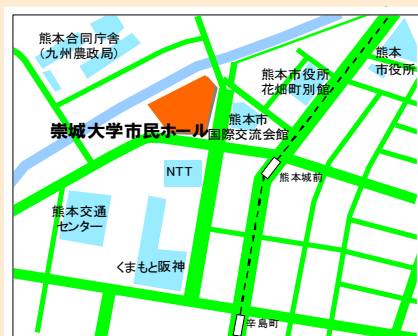 熊本合同庁舎
（九州農政局）
熊本
市役所
熊本市役所
花畑町別館
崇城大学市民ホール
熊本市
国際交流会館
NTT
熊本城前
熊本交通
センター
くまもと阪神
辛島町